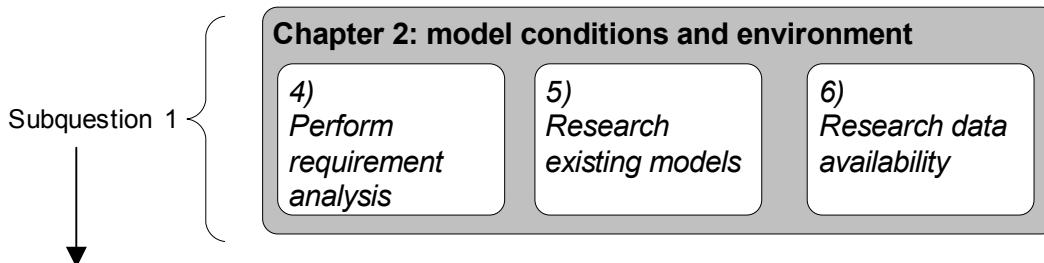 Chapter 2: model conditions and environment
Subquestion 1
4)
Perform
requirement
analysis
5)
Research
existing models
6)
Research data
availability